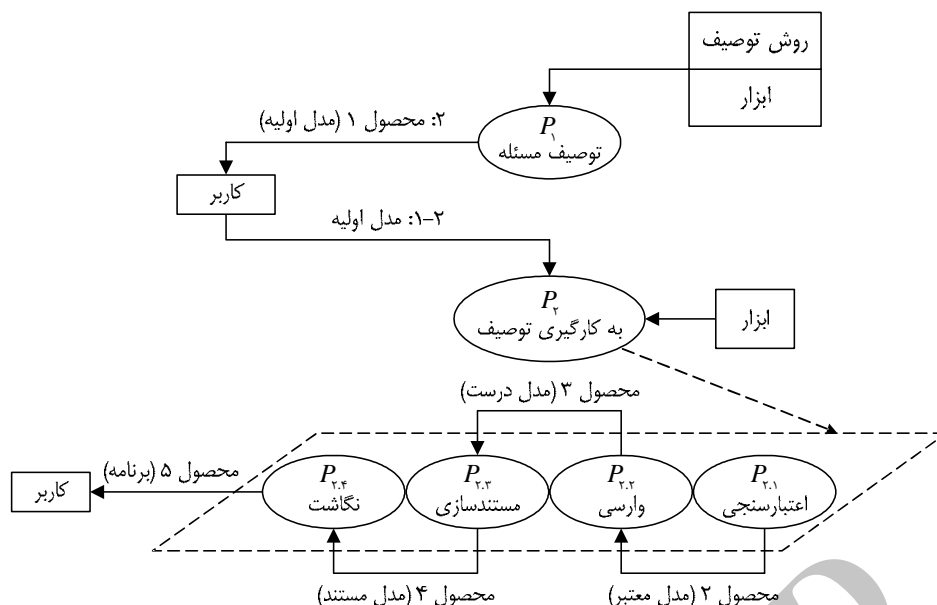 روش توصیف
ابزار
۲: محصول ۱ (مدل اولیه)
P۱
توصیف مسئله
کاربر
۱-۲: مدل اولیه
P۲
به کارگیری توصیف
ابزار
محصول ۳ (مدل درست)
P۲.۱
اعتبارسنجی
P۲.۲
وارسی
P۲.۳
مستندسازی
P۲.۴
نگاشت
محصول ۵ (برنامه)
کاربر
محصول ۲ (مدل معتبر)
محصول ۴ (مدل مستند)